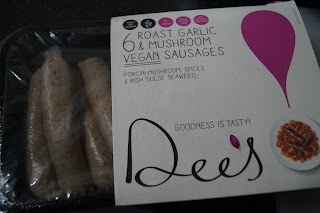 6 ROAST GARLIC
& MUSHROOM
VEGAN SAUSAGES
PORCINI MUSHROOM, SPICES
& IRISH DULSE SEAWEED
GOODNESS IS TASTY!
Dee's